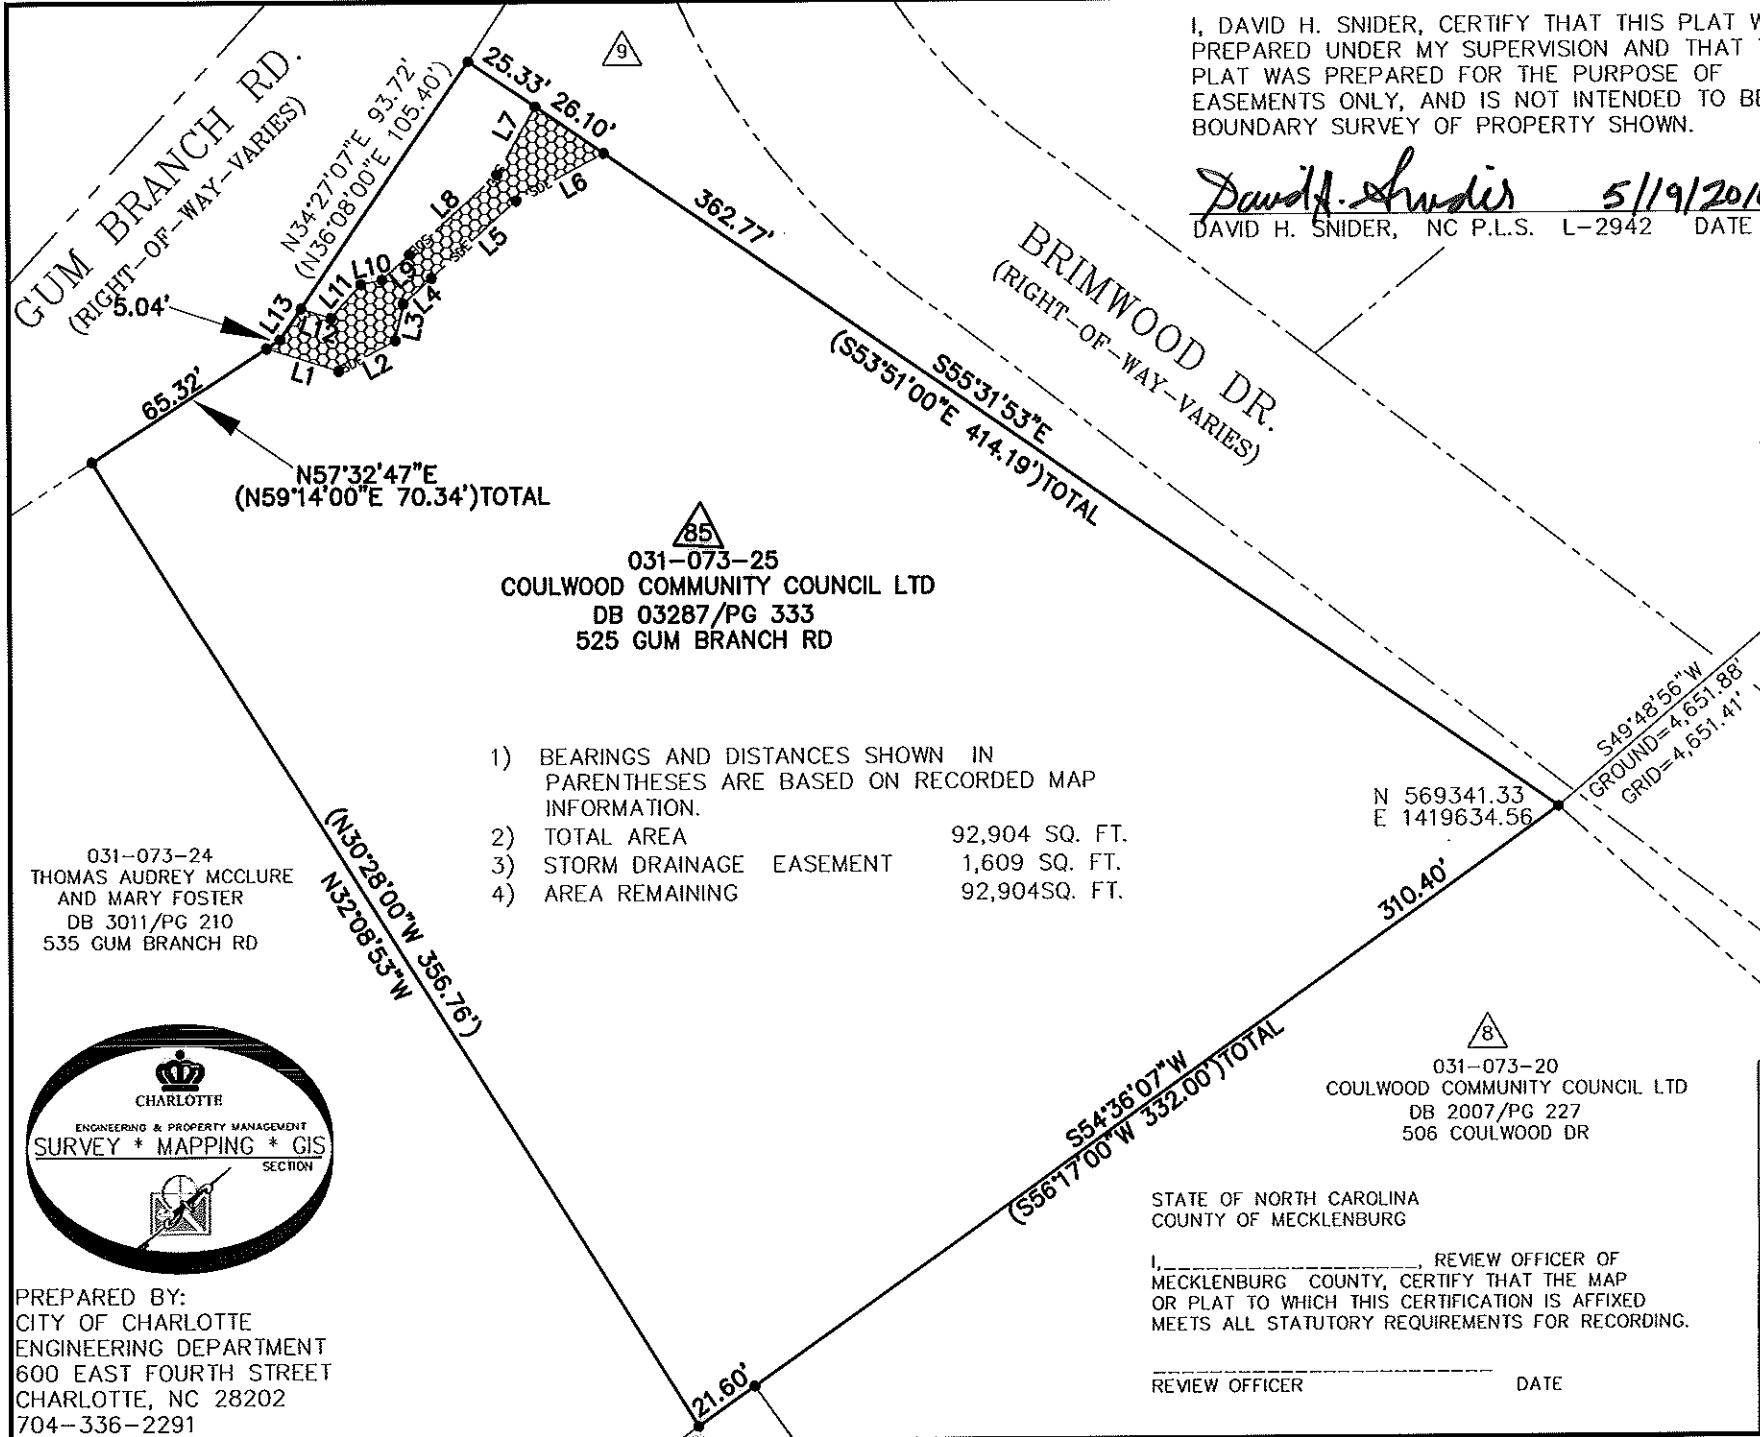 I, DAVID H. SNIDER, CERTIFY THAT THIS PLAT
PREPARED UNDER MY SUPERVISION AND THAT
PLAT WAS PREPARED FOR THE PURPOSE OF
EASEMENTS ONLY, AND IS NOT INTENDED TO BE
BOUNDARY SURVEY OF PROPERTY SHOWN.
David H. Snider 5/19/201
DAVID H. SNIDER, NC P.L.S. L-2942 DATE
GUM BRANCH RD.
(RIGHT-OF-WAY-VARIES)
N34°27'07"E 93.72'
(N36°08'00"E 105.40')
25.33'
26.10'
9
L7
L6
SDE
L8
L5
SDE
L9
L10
L4
L11
L3
L12
L13
5.04'
L1
SDE
L2
362.77'
BRIMWOOD DR.
(RIGHT-OF-WAY-VARIES)
S55°31'53"E
(S53°51'00"E 414.19')TOTAL
65.32'
N57°32'47"E
(N59°14'00"E 70.34')TOTAL
85
031-073-25
COULWOOD COMMUNITY COUNCIL LTD
DB 03287/PG 333
525 GUM BRANCH RD
S49°48'56"W
GROUND=4,651.88'
GRID=4,651.41'
N 569341.33
E 1419634.56
1) BEARINGS AND DISTANCES SHOWN IN
PARENTHESES ARE BASED ON RECORDED MAP
INFORMATION.
2) TOTAL AREA 92,904 SQ. FT.
3) STORM DRAINAGE EASEMENT 1,609 SQ. FT.
4) AREA REMAINING 92,904SQ. FT.
031-073-24
THOMAS AUDREY MCCLURE
AND MARY FOSTER
DB 3011/PG 210
535 GUM BRANCH RD
(N30°28'00"W 356.76')
N32°08'53"W
310.40'
S54°36'07"W
(S56°17'00"W 332.00')TOTAL
21.60'
8
031-073-20
COULWOOD COMMUNITY COUNCIL LTD
DB 2007/PG 227
506 COULWOOD DR
CHARLOTTE
ENGINEERING & PROPERTY MANAGEMENT
SURVEY * MAPPING * GIS
SECTION
PREPARED BY:
CITY OF CHARLOTTE
ENGINEERING DEPARTMENT
600 EAST FOURTH STREET
CHARLOTTE, NC 28202
704-336-2291
STATE OF NORTH CAROLINA
COUNTY OF MECKLENBURG
I,____________________, REVIEW OFFICER OF
MECKLENBURG COUNTY, CERTIFY THAT THE MAP
OR PLAT TO WHICH THIS CERTIFICATION IS AFFIXED
MEETS ALL STATUTORY REQUIREMENTS FOR RECORDING.
REVIEW OFFICER DATE